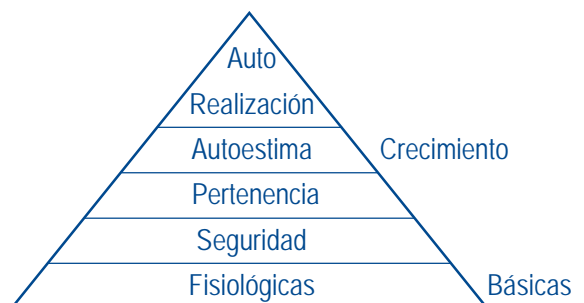 Auto
Realización
Autoestima Crecimiento
Pertenencia
Seguridad
Fisiológicas Básicas